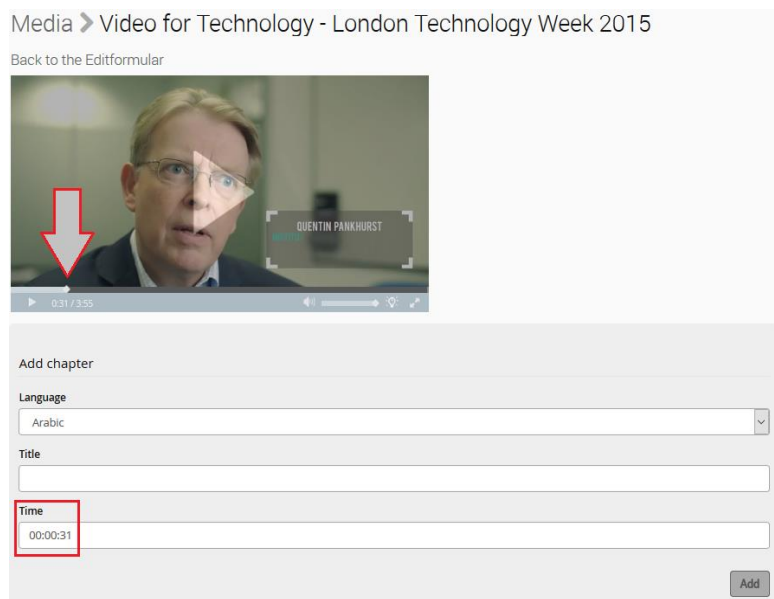 Media > Video for Technology - London Technology Week 2015
Back to the Editformular
QUENTIN PANKHURST
0:31 / 3:55
Add chapter
Language
Arabic
Title
Time
00:00:31
Add